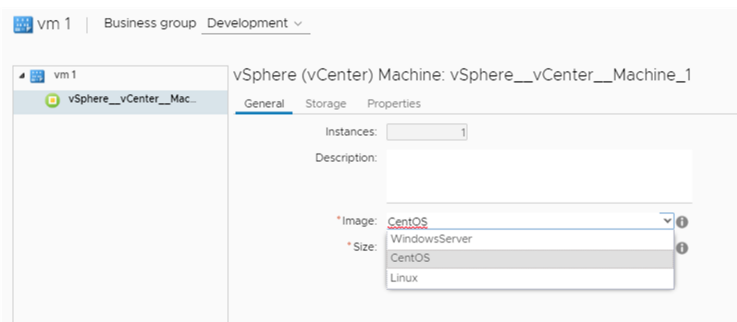 vm 1 Business group Development
vm 1
vSphere__vCenter__Mac...
vSphere (vCenter) Machine: vSphere__vCenter__Machine_1
General Storage Properties
Instances: 1
Description:
*Image: CentOS
*Size:
WindowsServer
CentOS
Linux